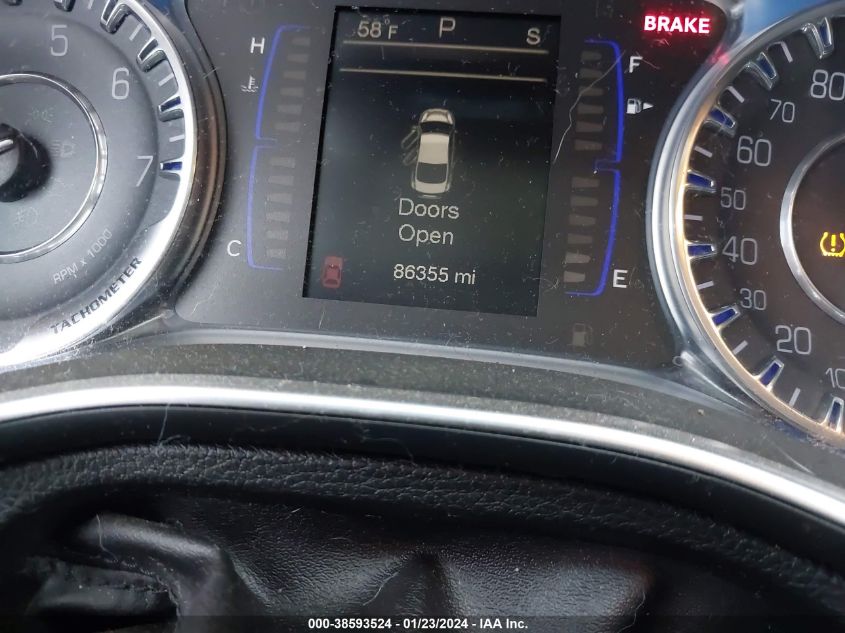 58°F P S
BRAKE
H
F
C
E
Doors
Open
86355 mi
5
6
7
RPM x 1000
TACHOMETER
80
70
60
50
40
30
20
10
000-38593524 • 01/23/2024 - IAA Inc.